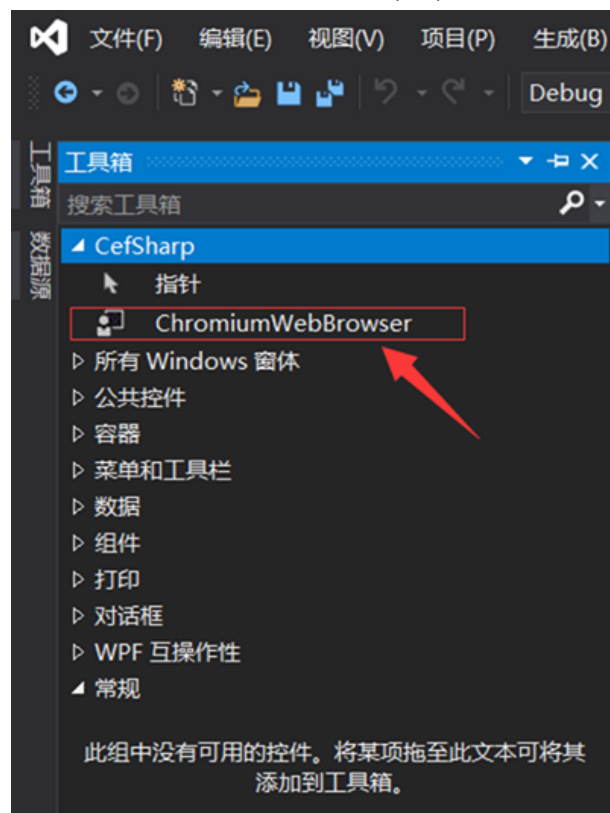 文件(F) 编辑(E) 视图(V) 项目(P) 生成(B)
Debug
工具箱
数据源
工具箱
搜索工具箱
CefSharp
指针
ChromiumWebBrowser
所有 Windows 窗体
公共控件
容器
菜单和工具栏
数据
组件
打印
对话框
WPF 互操作性
常规
此组中没有可用的控件。将某项拖至此文本可将其
添加到工具箱。